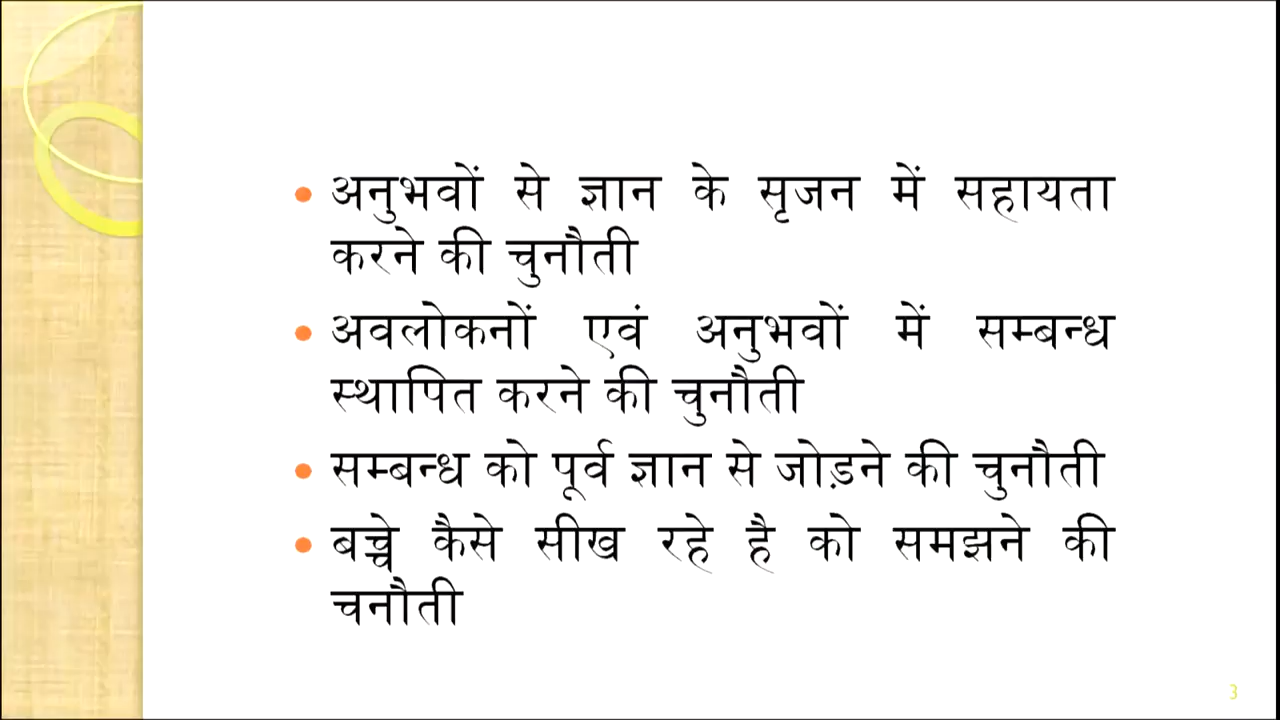 • अनुभवों से ज्ञान के सृजन में सहायता
करने की चुनौती
• अवलोकनों एवं अनुभवों में सम्बन्ध
स्थापित करने की चुनौती
• सम्बन्ध को पूर्व ज्ञान से जोड़ने की चुनौती
• बच्चे कैसे सीख रहे है को समझने की
चनौती
3